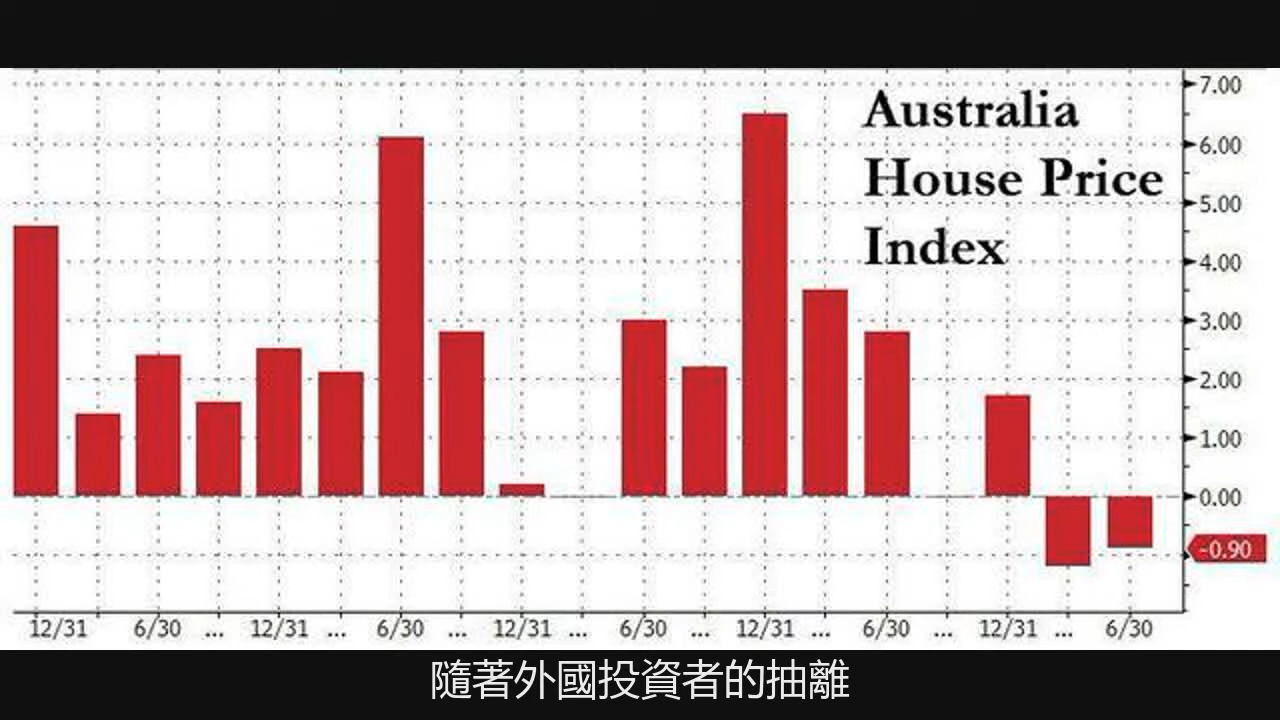 Australia
House Price
Index
7.00
6.00
5.00
4.00
3.00
2.00
1.00
0.00
-0.90
12/31 6/30 ... 12/31 ... 6/30 ... 12/31 ... 6/30 ... 12/31 ... 6/30 ... 12/31 ... 6/30
隨著外國投資者的抽離